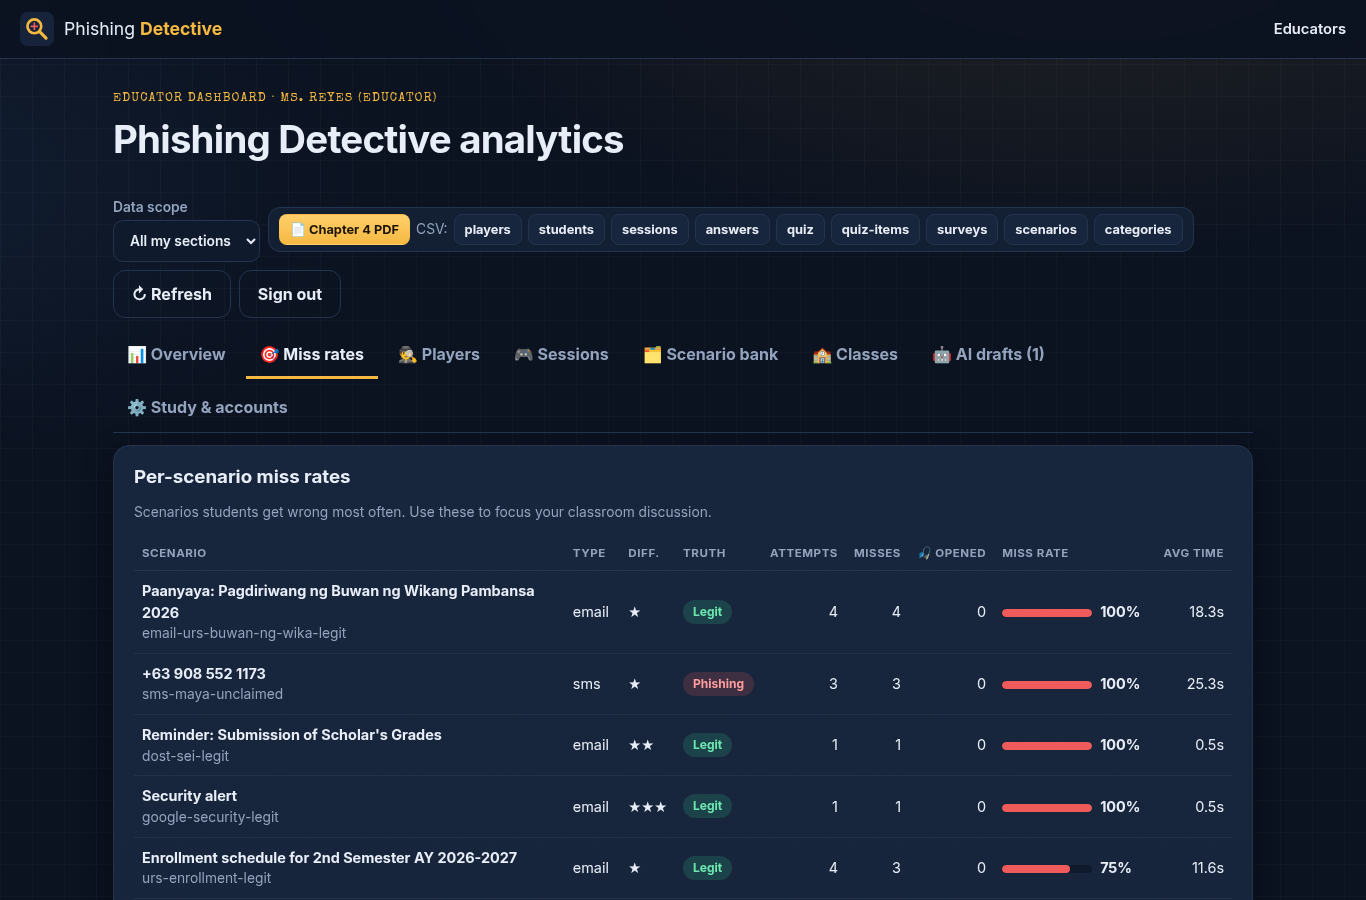 Phishing Detective
Educators
EDUCATOR DASHBOARD · MS. REYES (EDUCATOR)
Phishing Detective analytics
Data scope
All my sections
Chapter 4 PDF CSV: players students sessions answers quiz quiz-items surveys scenarios categories
↻ Refresh Sign out
Overview Miss rates Players Sessions Scenario bank Classes AI drafts (1)
Study & accounts
Per-scenario miss rates
Scenarios students get wrong most often. Use these to focus your classroom discussion.
SCENARIO TYPE DIFF. TRUTH ATTEMPTS MISSES OPENED MISS RATE AVG TIME
Paanyaya: Pagdiriwang ng Buwan ng Wikang Pambansa
2026
email-urs-buwan-ng-wika-legit
email ★ Legit 4 4 0 100% 18.3s
+63 908 552 1173
sms-maya-unclaimed
sms ★ Phishing 3 3 0 100% 25.3s
Reminder: Submission of Scholar's Grades
dost-sei-legit
email ★★ Legit 1 1 0 100% 0.5s
Security alert
google-security-legit
email ★★★ Legit 1 1 0 100% 0.5s
Enrollment schedule for 2nd Semester AY 2026-2027
urs-enrollment-legit
email ★ Legit 4 3 0 75% 11.6s